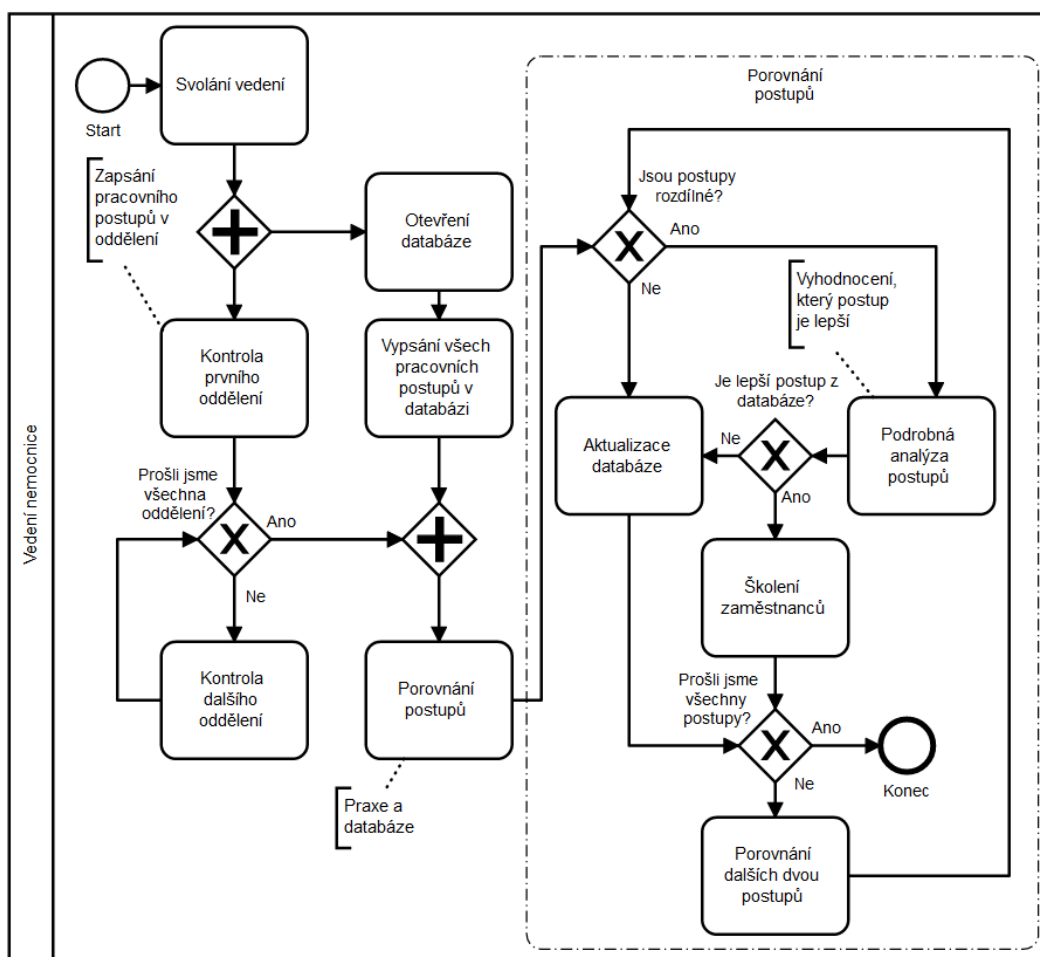 Vedení nemocnice
Start
Svolání vedení
Zapsání
pracovního
postupů v
oddělení
Otevření
databáze
Kontrola
prvního
oddělení
Vypsání všech
pracovních
postupů v
databázi
Prošli jsme
všechna
oddělení?
Ano
Ne
Kontrola
dalšího
oddělení
Porovnání
postupů
Praxe a
databáze
Porovnání
postupů
Jsou postupy
rozdílné?
Ano
Ne
Vyhodnocení,
který postup
je lepší
Je lepší postup z
databáze?
Aktualizace
databáze
Ne
Podrobná
analýza
postupů
Ano
Školení
zaměstnanců
Prošli jsme
všechny
postupy?
Ano
Konec
Ne
Porovnání
dalších dvou
postupů